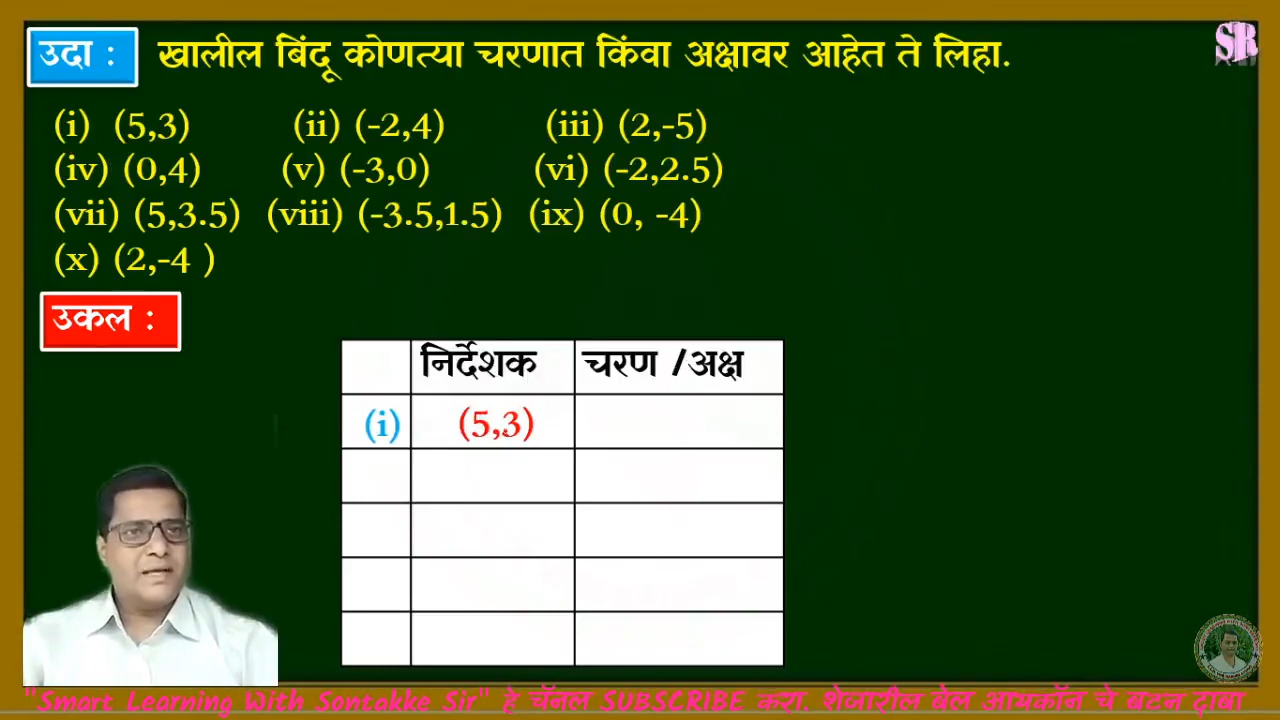 उदा :
खालील बिंदू कोणत्या चरणात किंवा अक्षावर आहेत ते लिहा.
SR
(i) (5,3) (ii) (-2,4) (iii) (2,-5)
(iv) (0,4) (v) (-3,0) (vi) (-2,2.5)
(vii) (5,3.5) (viii) (-3.5,1.5) (ix) (0, -4)
(x) (2,-4 )
उकल :
निर्देशक चरण /अक्ष
(i) (5,3)
"Smart Learning With Sontakke Sir" हे चॅनल SUBSCRIBE करा. शेजारील बेल आयकॉन चे बटन दाबा